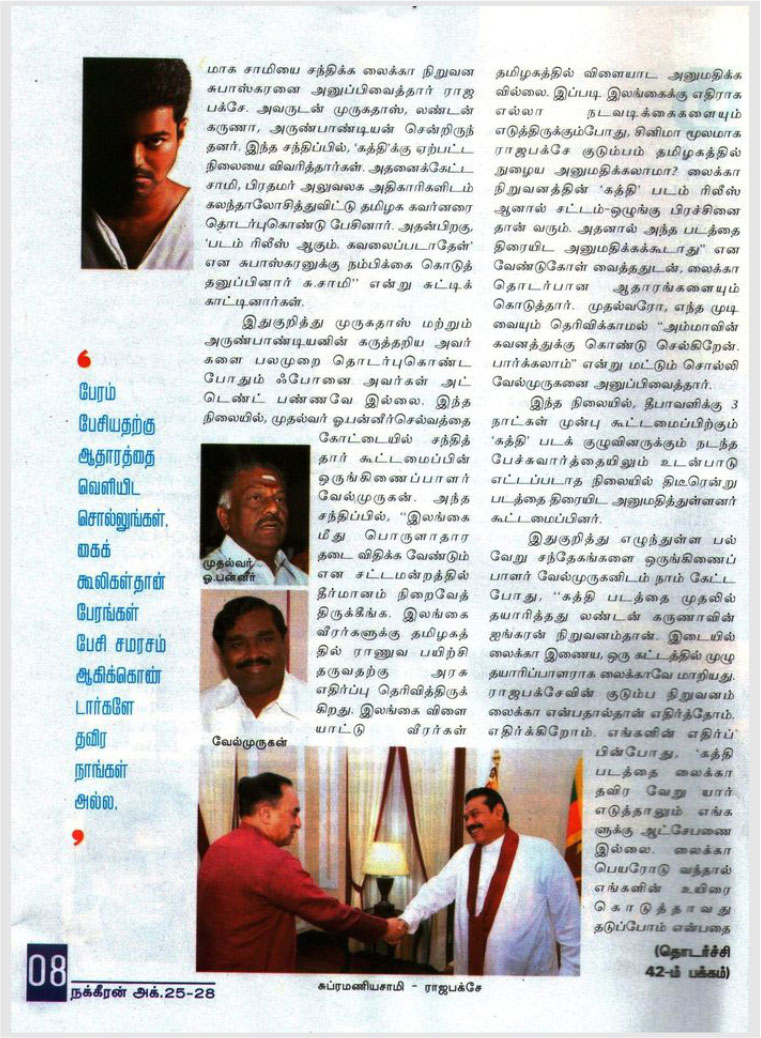 மாக சாமியை சந்திக்க லைக்கா நிறுவன
சுபாஸ்கரனை அனுப்பிவைத்தார் ராஜ
பக்சே. அவருடன் முருகதாஸ், லண்டன்
கருணா, அருண்பாண்டியன் சென்றிருந்
தனர். இந்த சந்திப்பில், 'கத்தி'க்கு ஏற்பட்ட
நிலையை விவரித்தார்கள். அதனைக்கேட்ட
சாமி, பிரதமர் அலுவலக அதிகாரிகளிடம்
கலந்தாலோசித்துவிட்டு தமிழக கவர்னரை
தொடர்புகொண்டு பேசினார். அதன்பிறகு,
'படம் ரிலீஸ் ஆகும். கவலைப்படாதேன்'
என சுபாஸ்கரனுக்கு நம்பிக்கை கொடுத்
தனுப்பினார் சு.சாமி" என்று சுட்டிக்
காட்டினார்கள்.
இதுகுறித்து முருகதாஸ் மற்றும்
அருண்பாண்டியனின் கருத்தறிய அவர்
களை பலமுறை தொடர்புகொண்ட
போதும் ஃபோனை அவர்கள் அட்
டெண்ட் பண்ணவே இல்லை. இந்த
நிலையில், முதல்வர் ஓ.பன்னீர்செல்வத்தை
கோட்டையில் சந்தித்
தார் கூட்டமைப்பின்
ஒருங்கிணைப்பாளர்
வேல்முருகன். அந்த
சந்திப்பில், "இலங்கை
மீது பொருளாதார
தடை விதிக்க வேண்டும்
என சட்டமன்றத்தில்
தீர்மானம் நிறைவேத்
திருக்கீங்க. இலங்கை
வீரர்களுக்கு தமிழகத்
தில் ராணுவ பயிற்சி
தருவதற்கு அரசு
எதிர்ப்பு தெரிவித்திருக்
கிறது. இலங்கை விளை
யாட்டு வீரர்கள்
பேரம்
பேசியதற்கு
ஆதாரத்தை
வெளியிட
சொல்லுங்கள்.
கைக்
கூலிகள்தான்
பேரங்கள்
பேசி சமரசம்
ஆகிக்கொண்
டார்களே
தவிர
நாங்கள்
அல்ல.
முதல்வர்
ஓ.பன்னீர்
வேல்முருகன்
தமிழகத்தில் விளையாட அனுமதிக்க
வில்லை. இப்படி இலங்கைக்கு எதிராக
எல்லா நடவடிக்கைகளையும்
எடுத்திருக்கும்போது, சினிமா மூலமாக
ராஜபக்சே குடும்பம் தமிழகத்தில்
நுழைய அனுமதிக்கலாமா? லைக்கா
நிறுவனத்தின் 'கத்தி' படம் ரிலீஸ்
ஆனால் சட்டம்-ஒழுங்கு பிரச்சினை
தான் வரும். அதனால் அந்த படத்தை
திரையிட அனுமதிக்கக்கூடாது" என
வேண்டுகோள் வைத்ததுடன், லைக்கா
தொடர்பான ஆதாரங்களையும்
கொடுத்தார். முதல்வரோ, எந்த முடி
வையும் தெரிவிக்காமல் "அம்மாவின்
கவனத்துக்கு கொண்டு செல்கிறேன்.
பார்க்கலாம்" என்று மட்டும் சொல்லி
வேல்முருகனை அனுப்பிவைத்தார்.
இந்த நிலையில், தீபாவளிக்கு 3
நாட்கள் முன்பு கூட்டமைப்பிற்கும்
'கத்தி' படக் குழுவினருக்கும் நடந்த
பேச்சுவார்த்தையிலும் உடன்பாடு
எட்டப்படாத நிலையில் திடீரென்று
படத்தை திரையிட அனுமதித்துள்ளனர்
கூட்டமைப்பினர்.
இதுகுறித்து எழுந்துள்ள பல்
வேறு சந்தேகங்களை ஒருங்கிணைப்
பாளர் வேல்முருகனிடம் நாம் கேட்ட
போது, "கத்தி படத்தை முதலில்
தயாரித்தது லண்டன் கருணாவின்
ஐங்கரன் நிறுவனம்தான். இடையில்
லைக்கா இணைய, ஒரு கட்டத்தில் முழு
தயாரிப்பாளராக லைக்காவே மாறியது.
ராஜபக்சேவின் குடும்ப நிறுவனம்
லைக்கா என்பதால்தான் எதிர்த்தோம்.
எதிர்க்கிறோம். எங்களின் எதிர்ப்
பின்போது, 'கத்தி
படத்தை லைக்கா
தவிர வேறு யார்
எடுத்தாலும் எங்க
ளுக்கு ஆட்சேபணை
இல்லை. லைக்கா
பெயரோடு வந்தால்
எங்களின் உயிரை
கொடுத்தாவது
தடுப்போம் என்பதை
(தொடர்ச்சி
42-ம் பக்கம்)
சுப்ரமணியசாமி - ராஜபக்சே
08
நக்கீரன் அக்.25-28